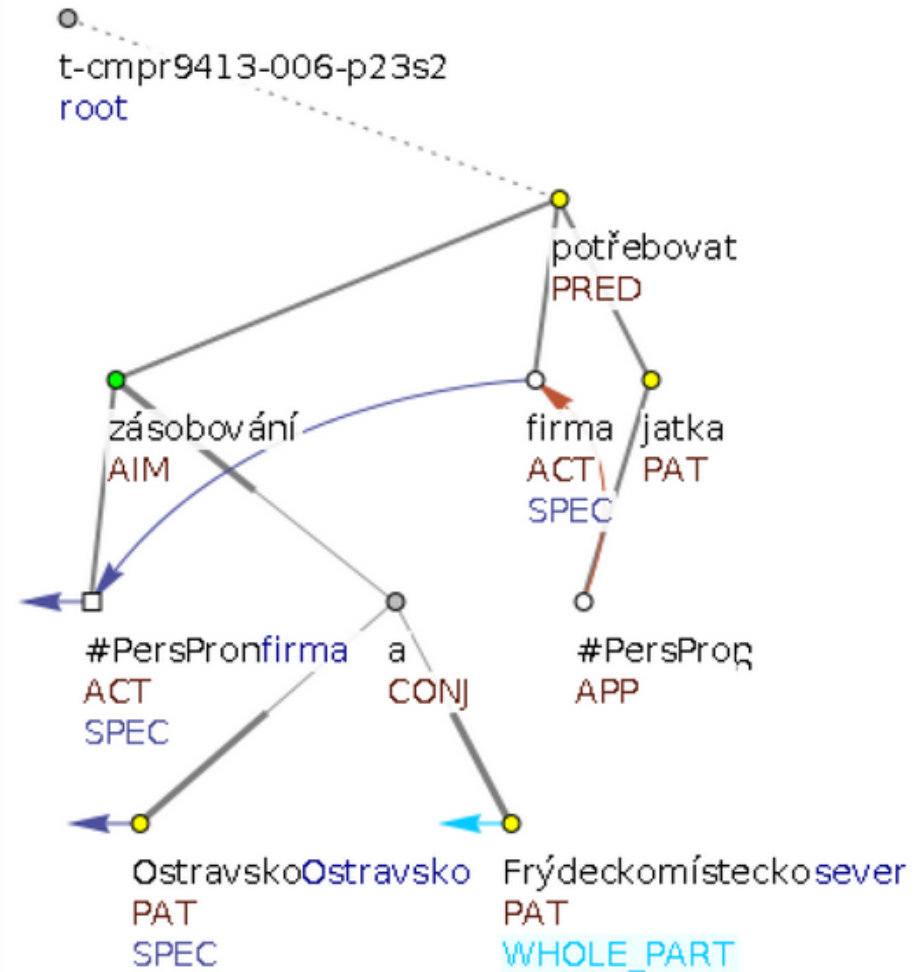 t-cmpr9413-006-p23s2
root
potřebovat
PRED
zásobování
AIM
firma
ACT
SPEC
jatka
PAT
#PersPronfirma
ACT
SPEC
a
CONJ
#PersPro
APP
OstravskoOstravsko
PAT
SPEC
Frýdeckomísteckosever
PAT
WHOLE_PART